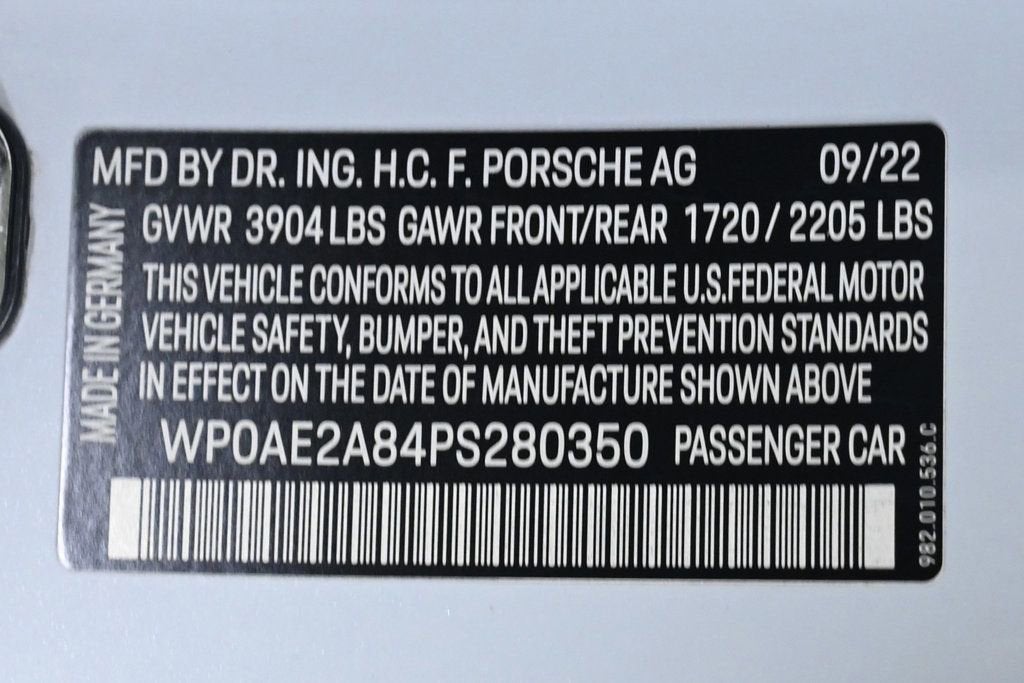 MFD BY DR. ING. H.C. F. PORSCHE AG 09/22
GVWR 3904 LBS GAWR FRONT/REAR 1720 / 2205 LBS
THIS VEHICLE CONFORMS TO ALL APPLICABLE U.S. FEDERAL MOTOR
VEHICLE SAFETY, BUMPER, AND THEFT PREVENTION STANDARDS
IN EFFECT ON THE DATE OF MANUFACTURE SHOWN ABOVE
WP0AE2A84PS280350 PASSENGER CAR
MADE IN GERMANY
982.010.536.C